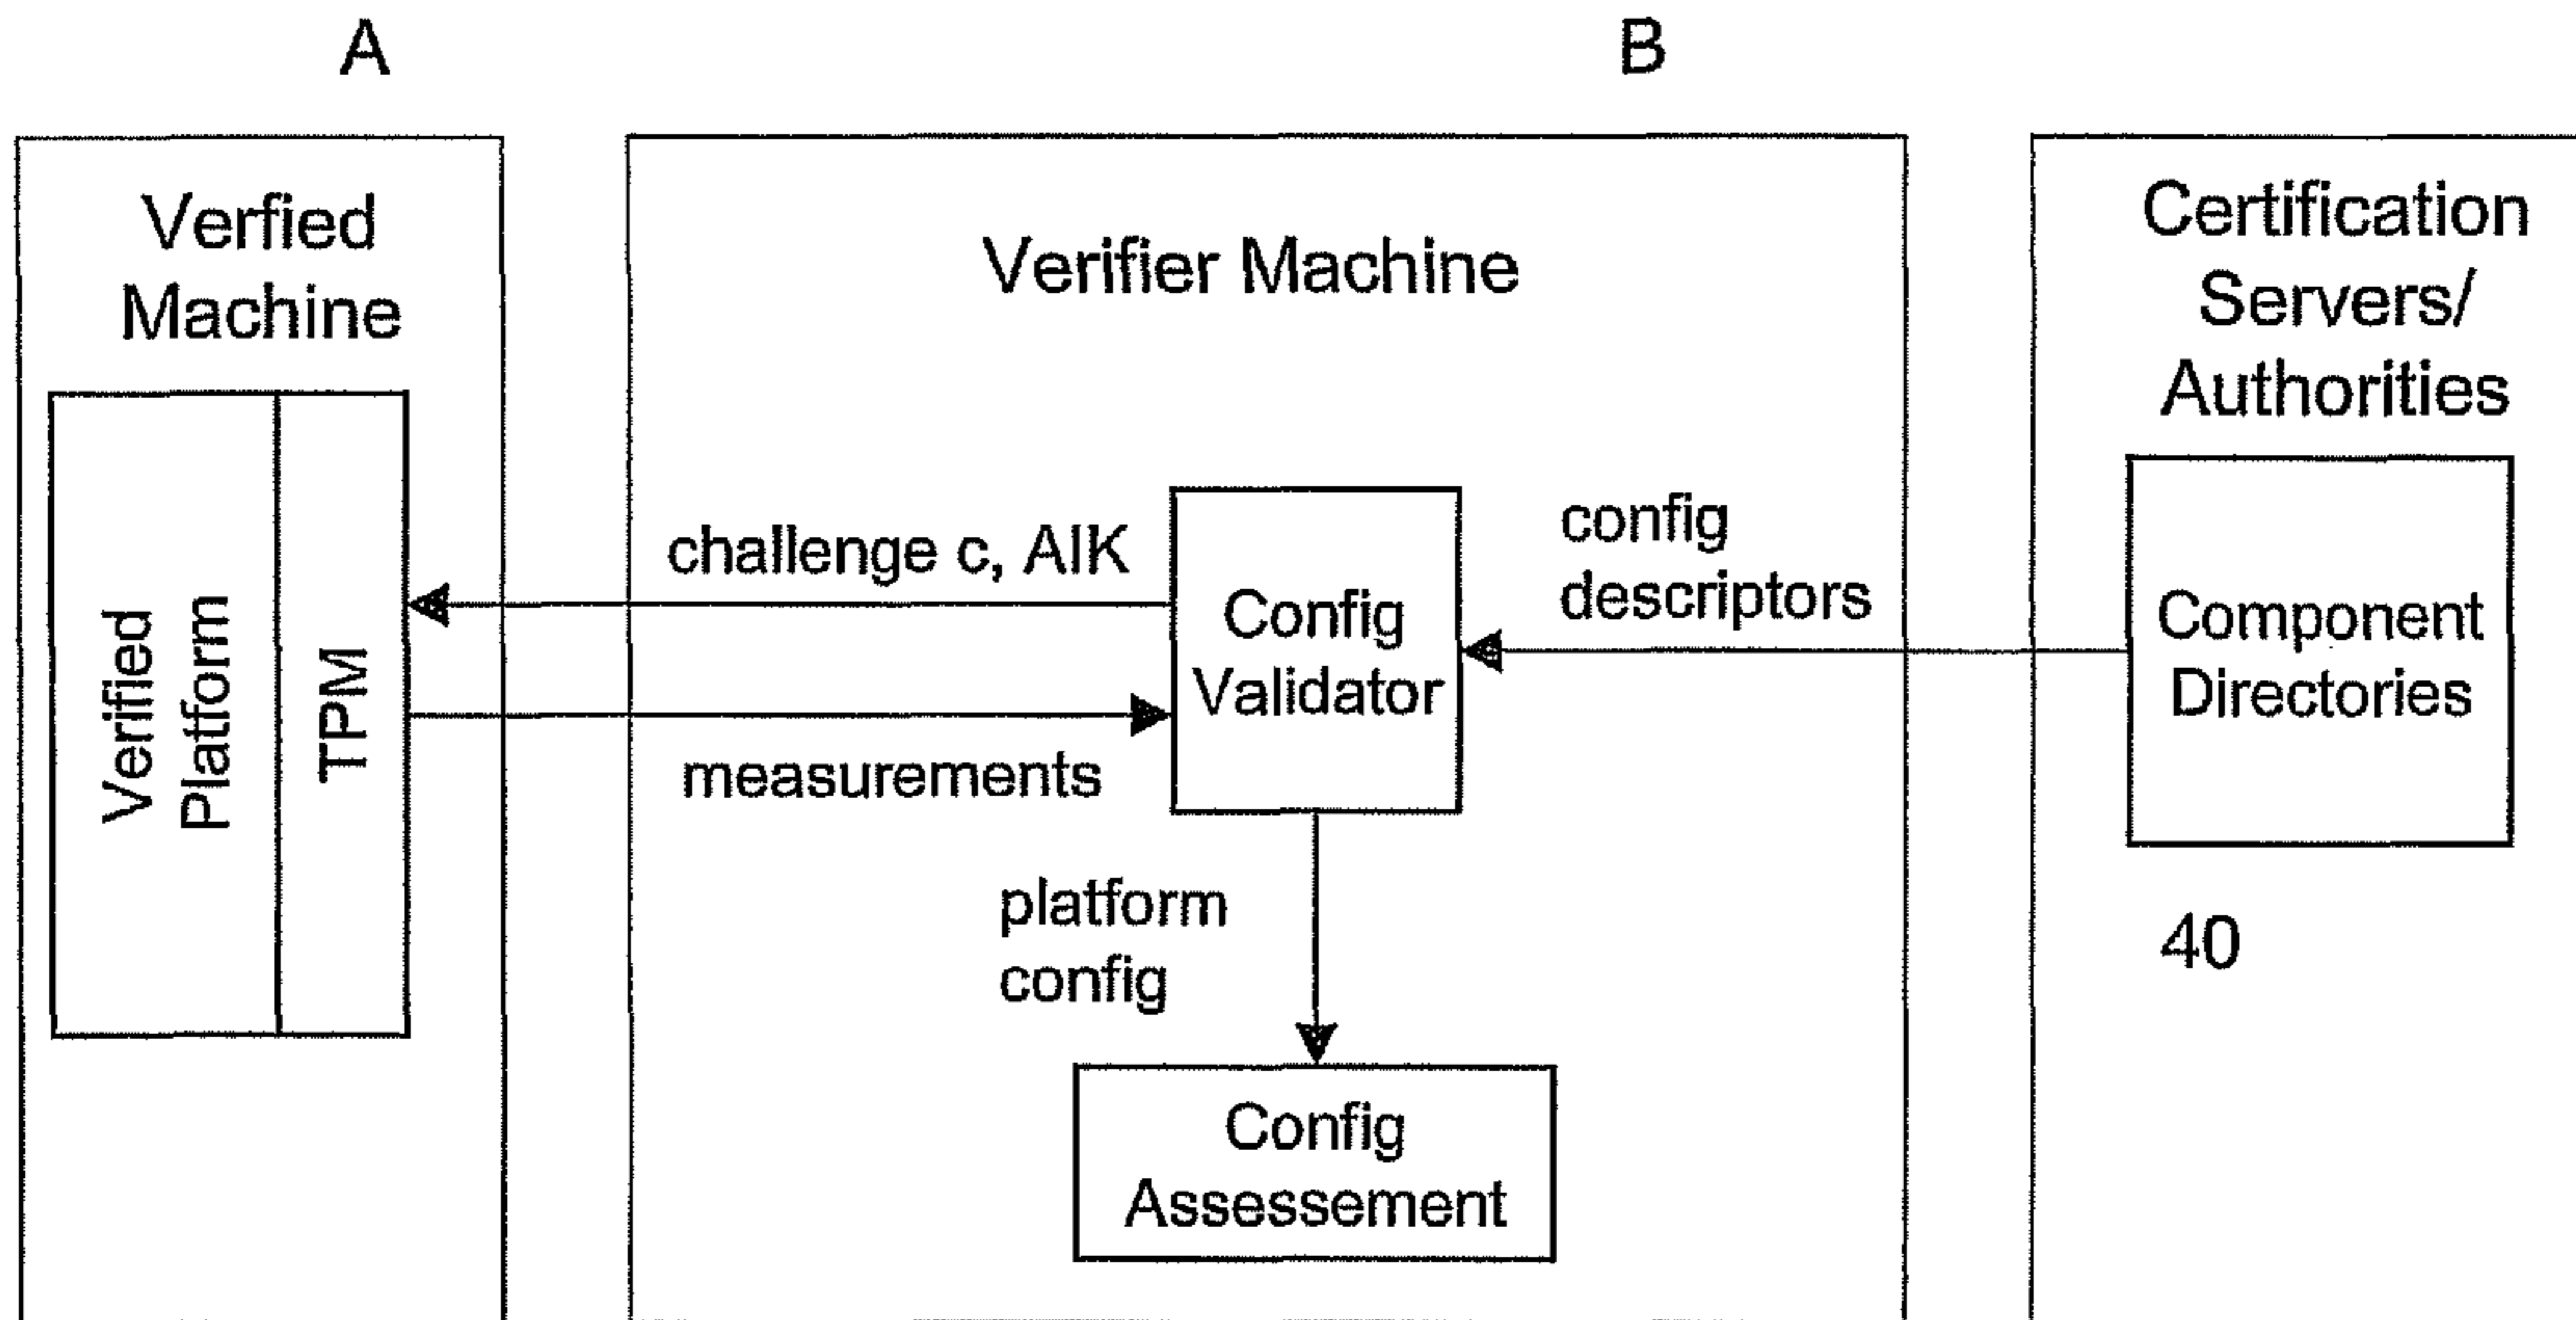 A
B
Verfied
Machine
Verified
Platform
TPM
Verifier Machine
challenge c, AIK
measurements
Config
Validator
config
descriptors
platform
config
Config
Assessement
Certification
Servers/
Authorities
Component
Directories
40